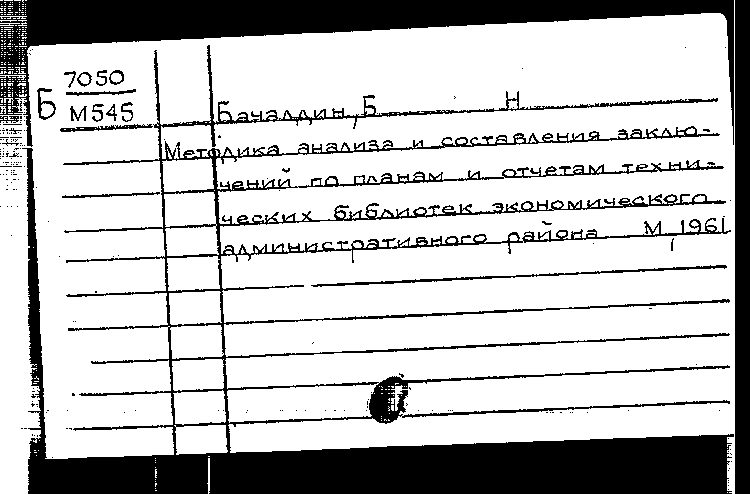 7050
Б М545
Бачалдин, Б Н
Методика анализа и составления заклю-
чений по планам и отчетам техни-
ческих библиотек экономического
административного района М, 1961